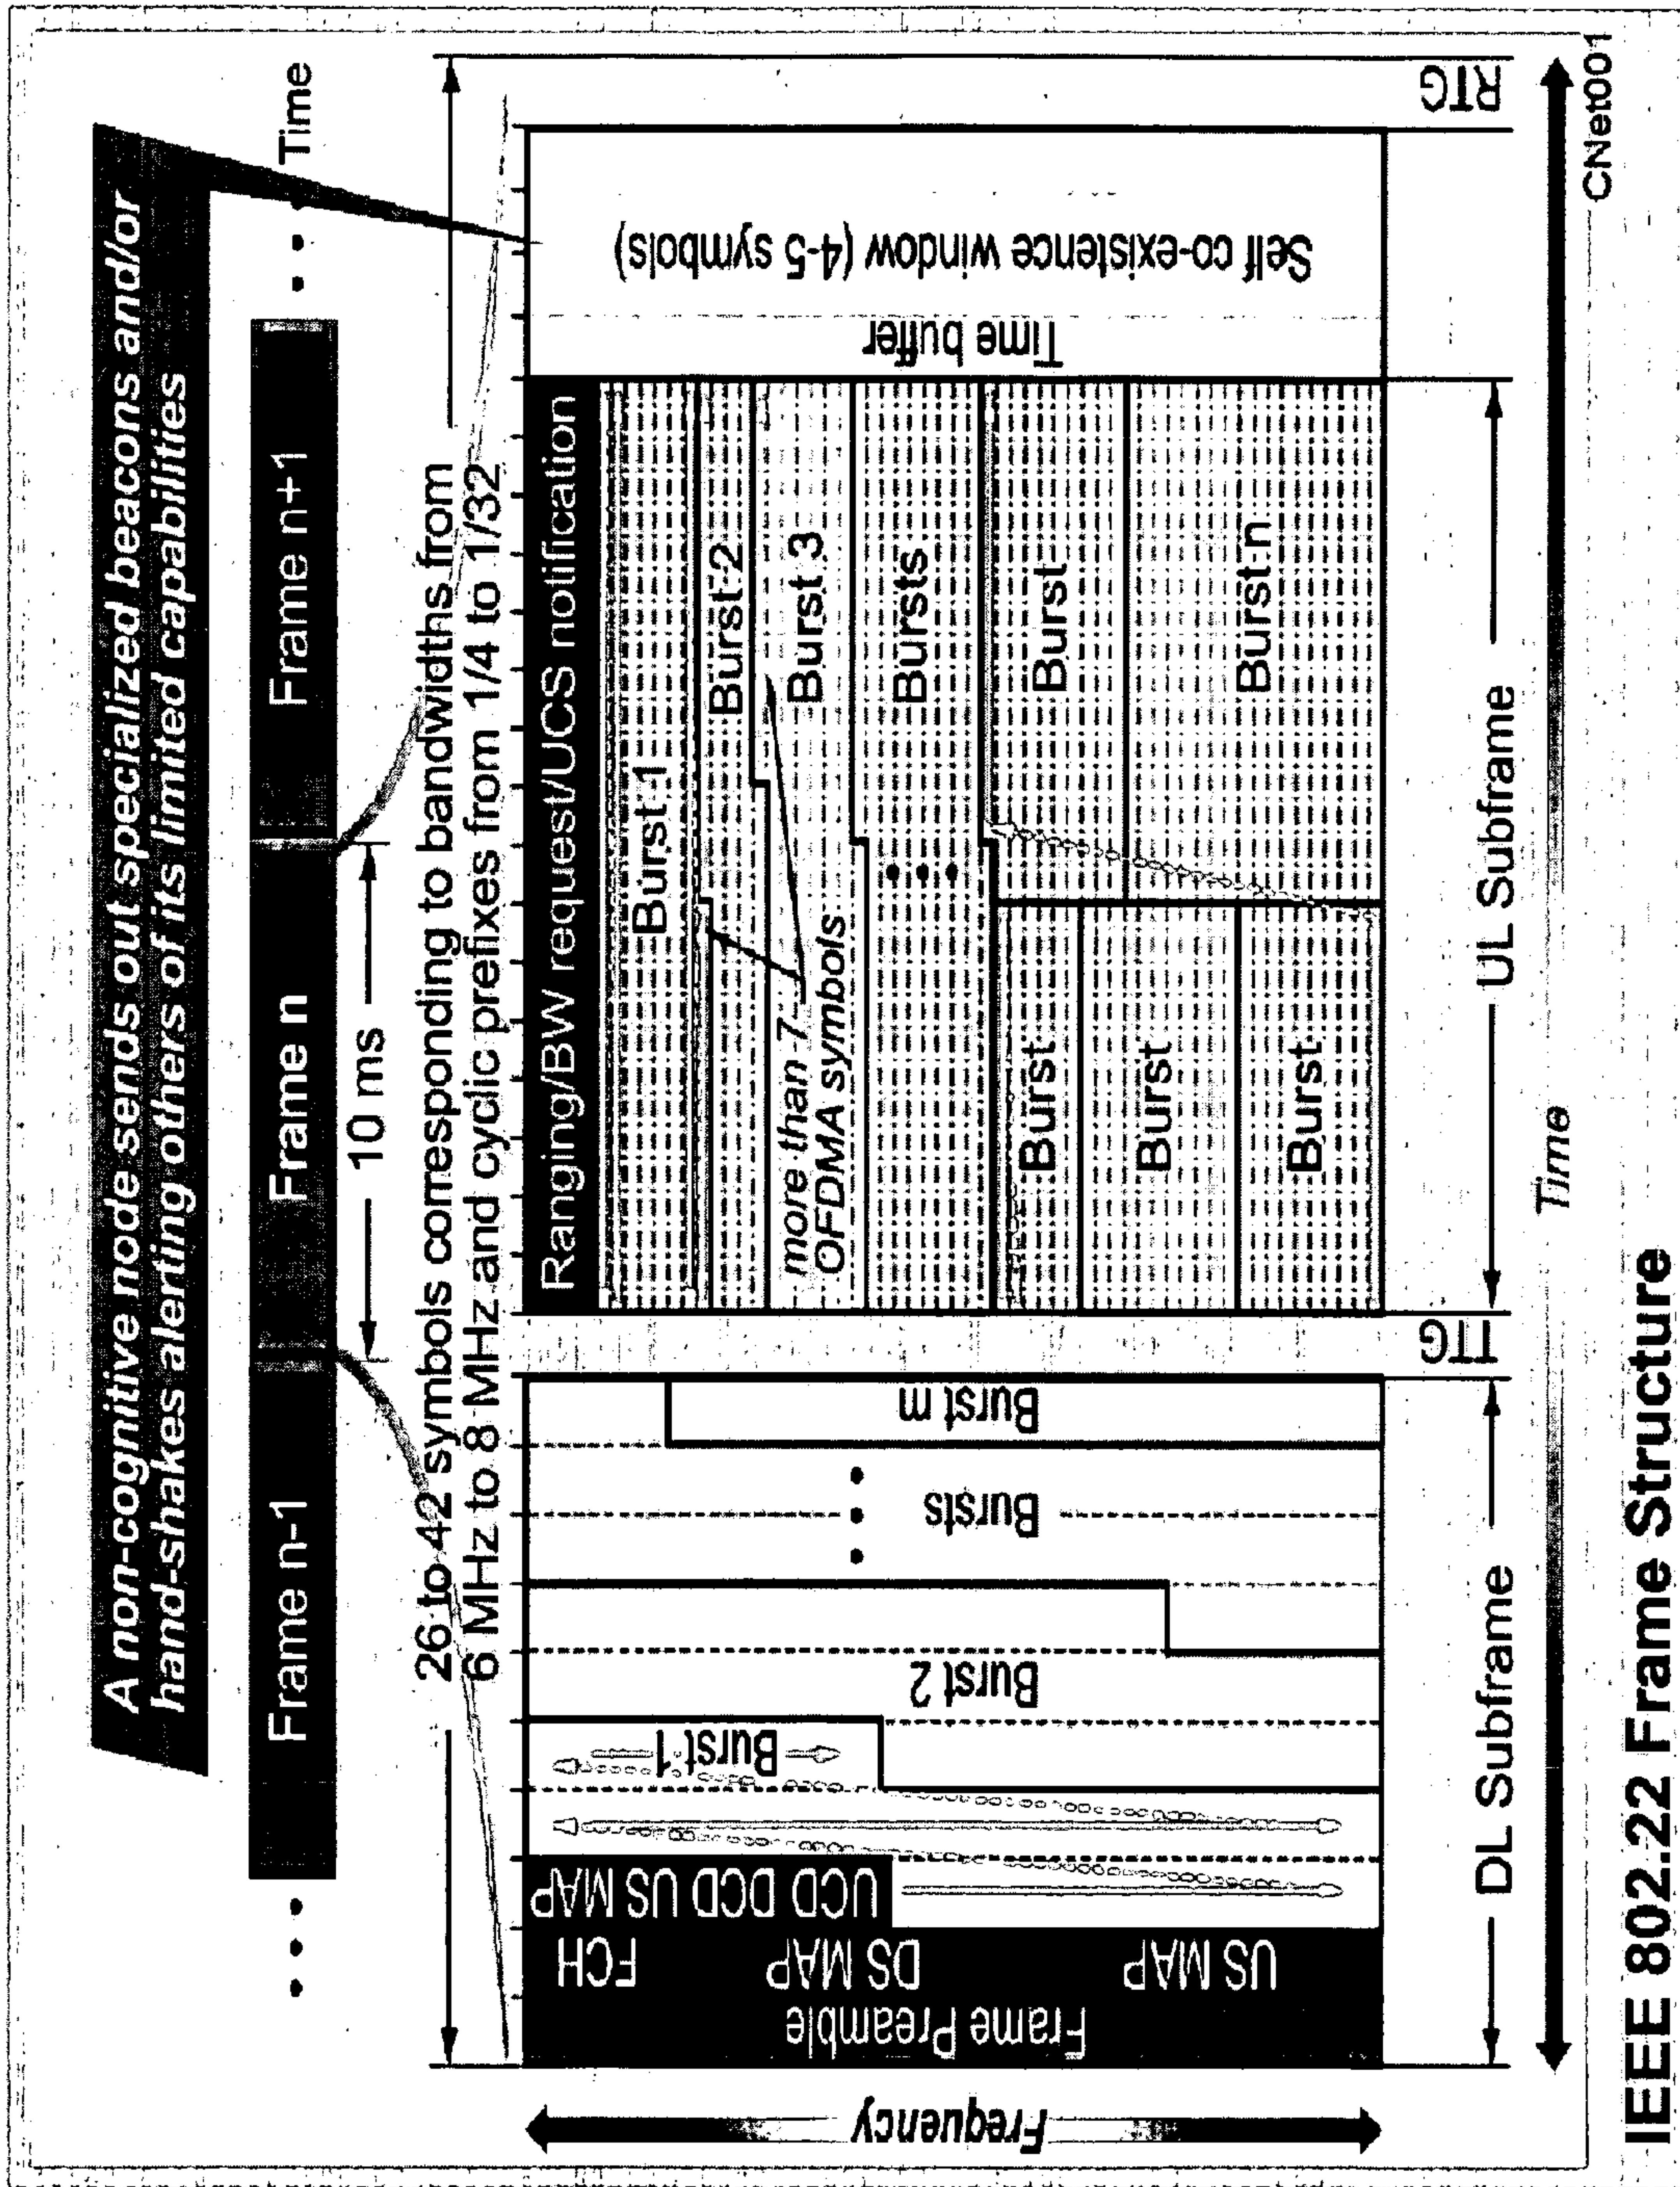 A non-cognitive node sends out specialized beacons and/or
hand-shakes alerting others of its limited capabilities
Frame n-1
Frame n
Frame n+1
Time
10 ms
26 to 42 symbols corresponding to bandwidths from
6 MHz to 8 MHz and cyclic prefixes from 1/4 to 1/32
Frequency
Frame Preamble
FCH
DS MAP
US MAP
UCD DCD US MAP
Burst 1
Burst 2
Bursts
Burst m
TTG
Ranging/BW request/UCS notification
Burst 1
Burst 2
Burst 3
more than 7
OFDMA symbols
Bursts
Burst
Burst
Burst
Burst
Burst n
Time buffer
Self co-existence window (4-5 symbols)
RTG
DL Subframe
UL Subframe
Time
CNet001
IEEE 802.22 Frame Structure